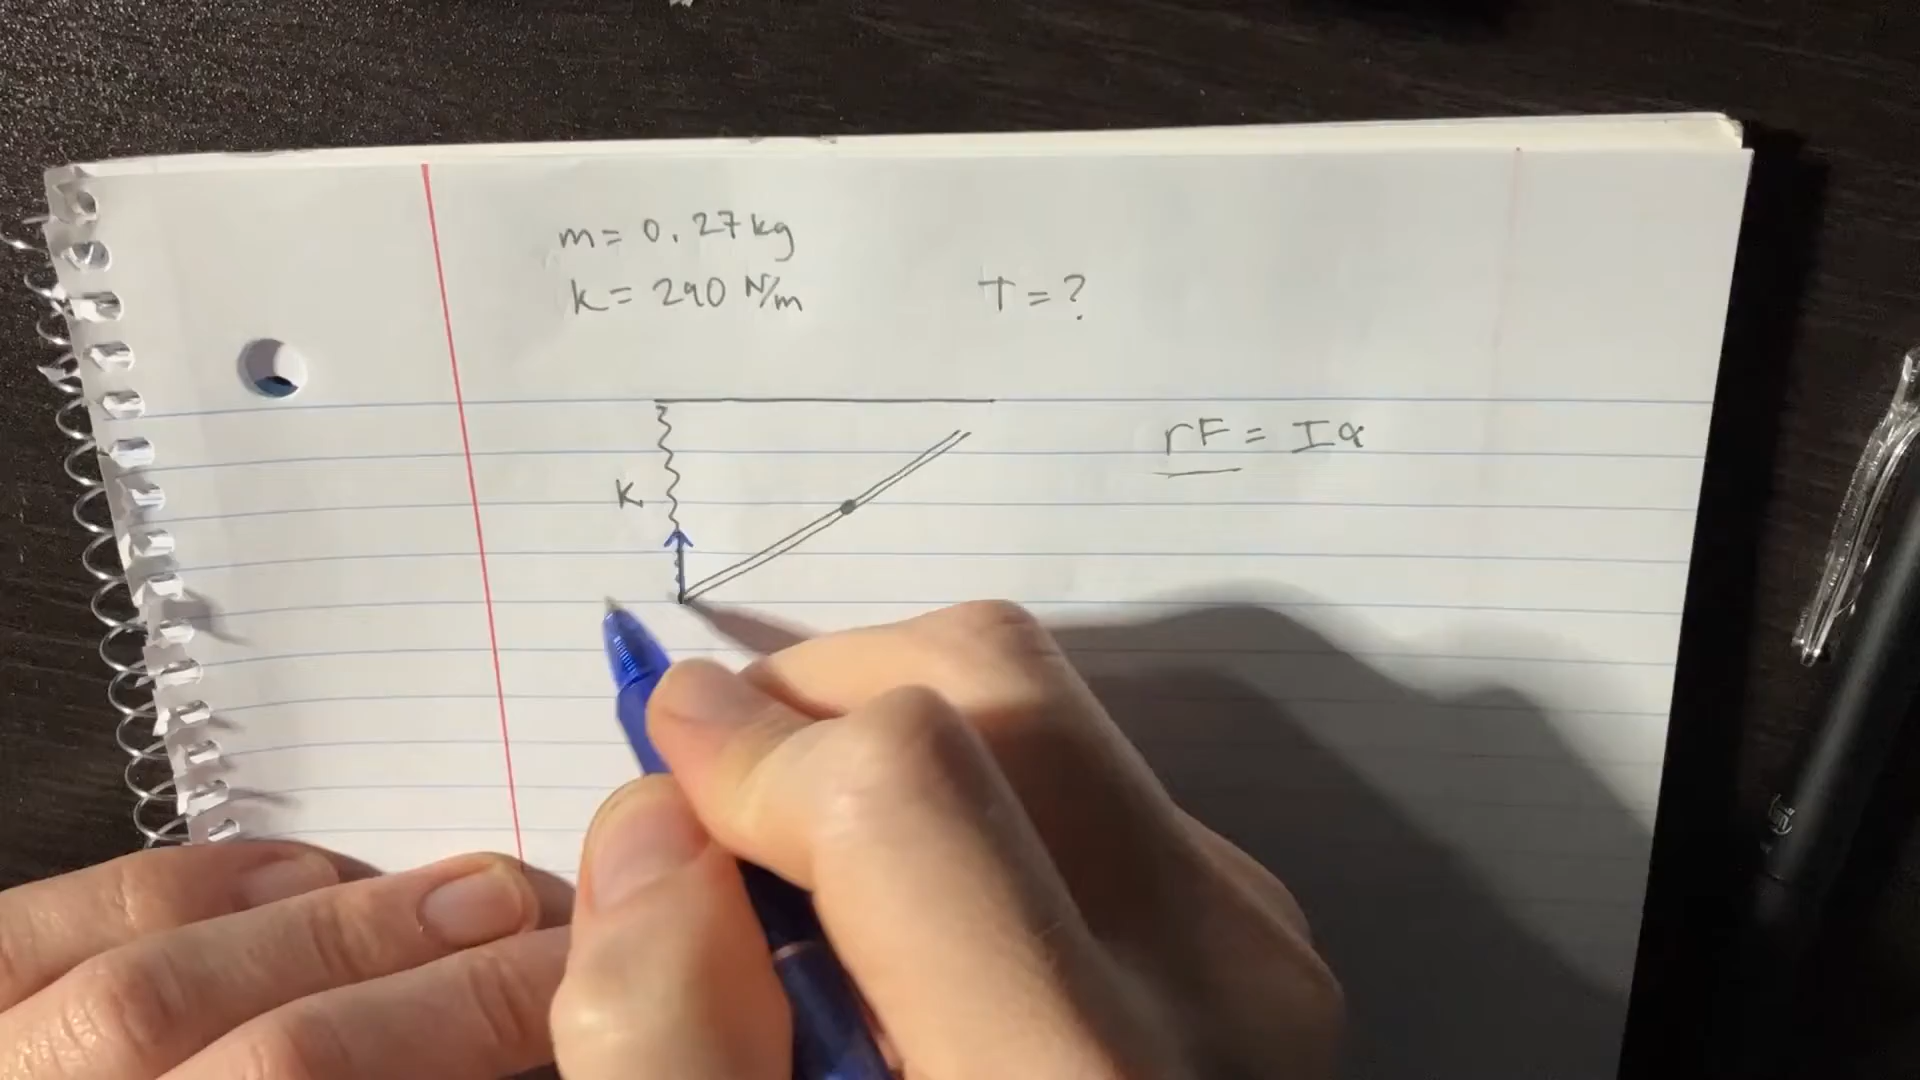 m = 0.27 kg
k = 290 N/m
T = ?
k
rF = Iα